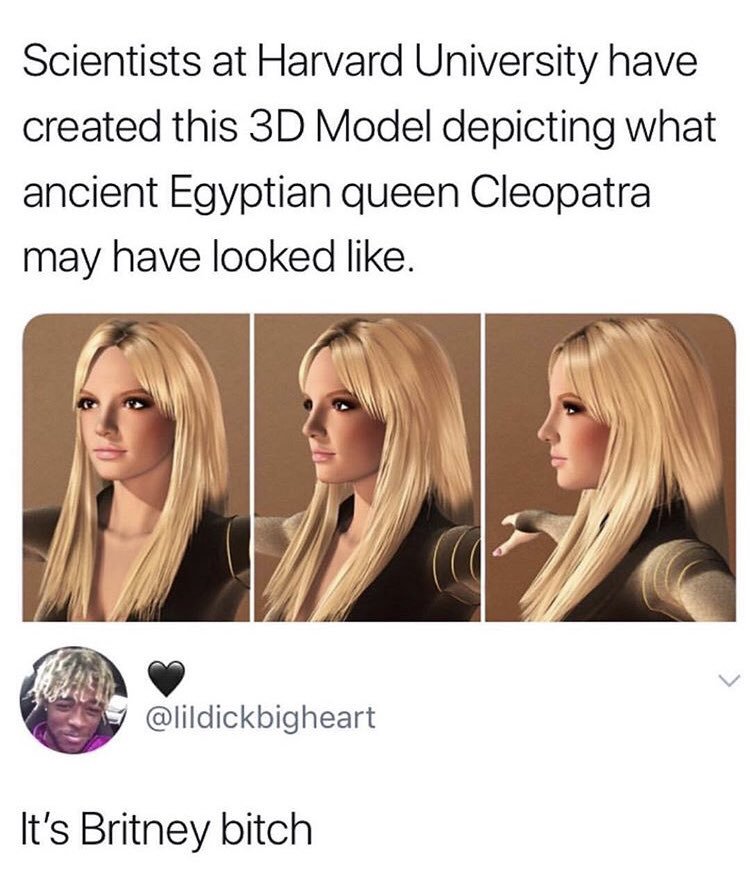 Scientists at Harvard University have
created this 3D Model depicting what
ancient Egyptian queen Cleopatra
may have looked like.
@lildickbigheart
It's Britney bitch